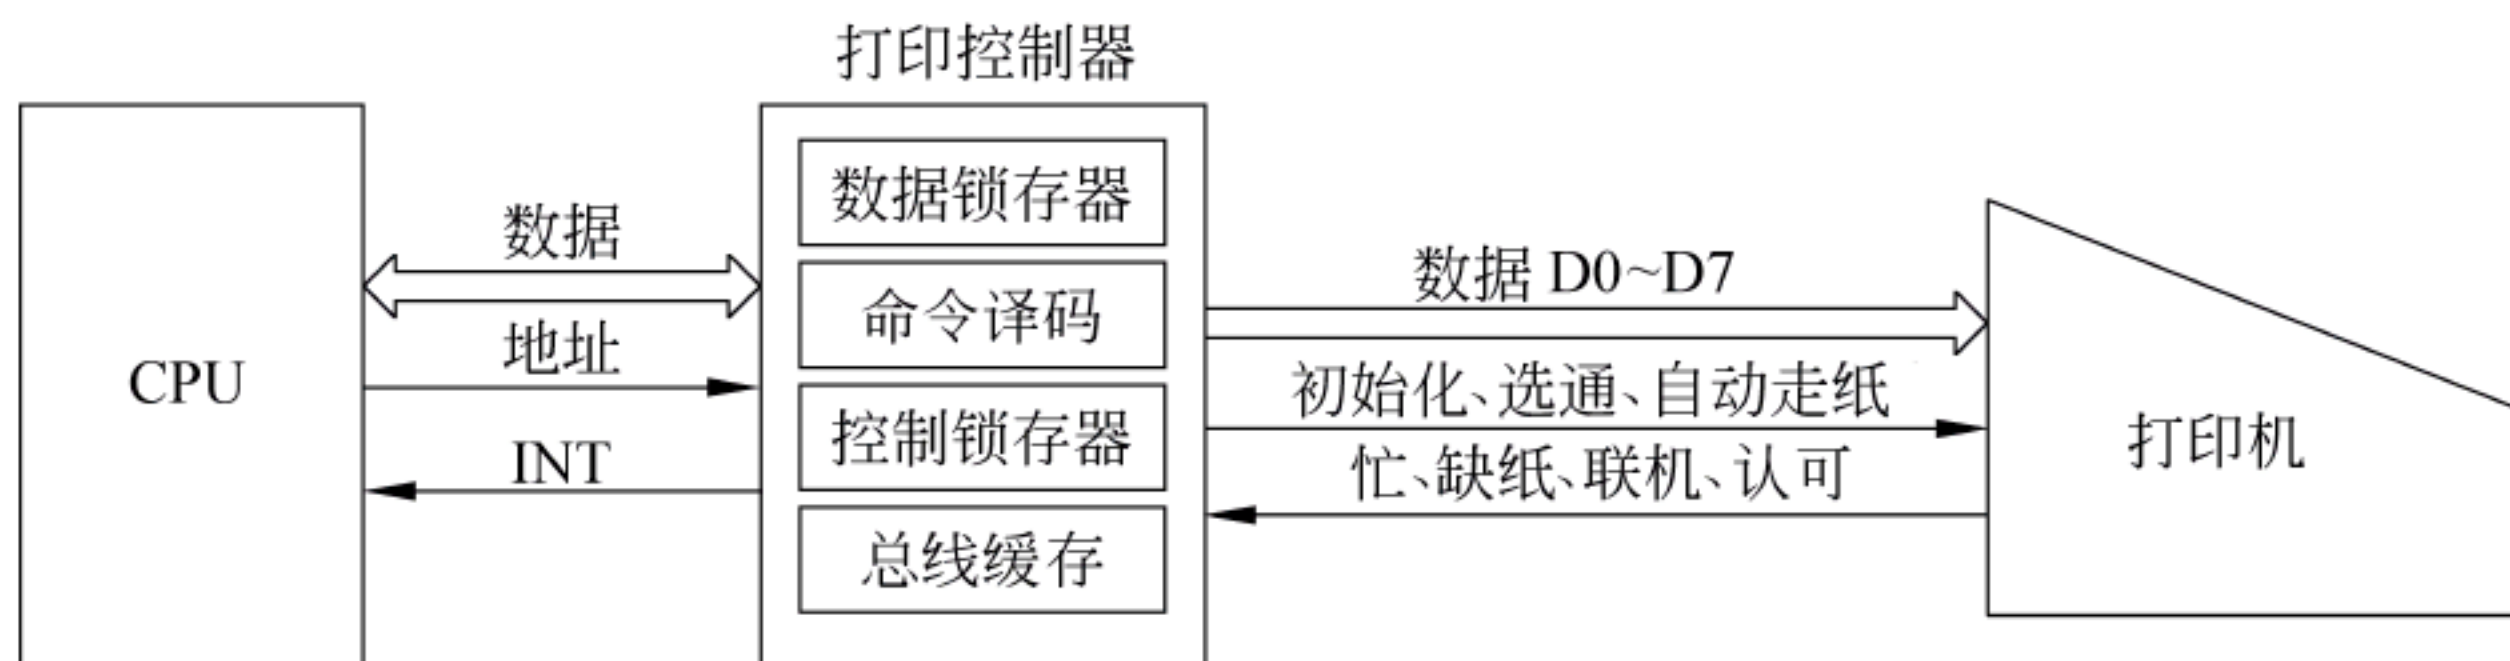 打印控制器
数据锁存器
数据
命令译码
数据 D0~D7
地址
CPU
初始化、选通、自动走纸
控制锁存器
打印机
INT
忙、缺纸、联机、认可
总线缓存